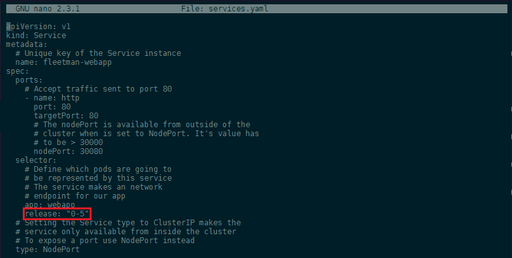 GNU nano 2.3.1 File: services.yaml
apiVersion: v1
kind: Service
metadata:
# Unique key of the Service instance
name: fleetman-webapp
spec:
ports:
# Accept traffic sent to port 80
- name: http
port: 80
targetPort: 80
# The nodePort is available from outside of the
# cluster when is set to NodePort. It's value has
# to be > 30000
nodePort: 30080
selector:
# Define which pods are going to
# be represented by this service
# The service makes an network
# endpoint for our app
app: webapp
release: "0-5"
# Setting the Service type to ClusterIP makes the
# service only available from inside the cluster
# To expose a port use NodePort instead
type: NodePort